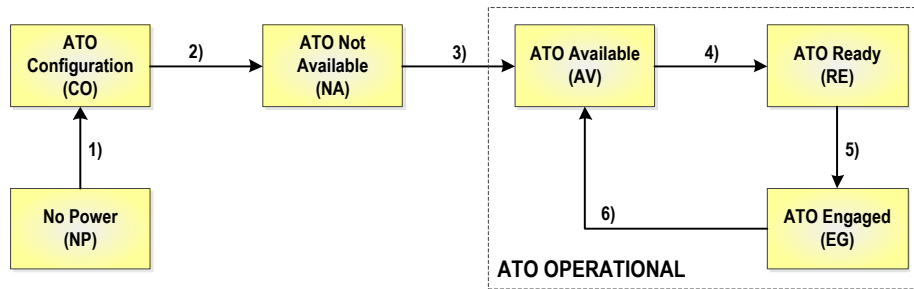 ATO
Configuration
(CO)
2)
ATO Not
Available
(NA)
3)
ATO Available
(AV)
4)
ATO Ready
(RE)
1)
5)
No Power
(NP)
6)
ATO Engaged
(EG)
ATO OPERATIONAL